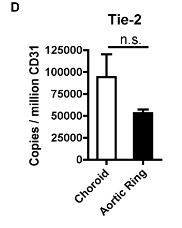 D
Tie-2
n.s.
Copies / million CD31
125000
100000
75000
50000
25000
0
Choroid
Aortic Ring